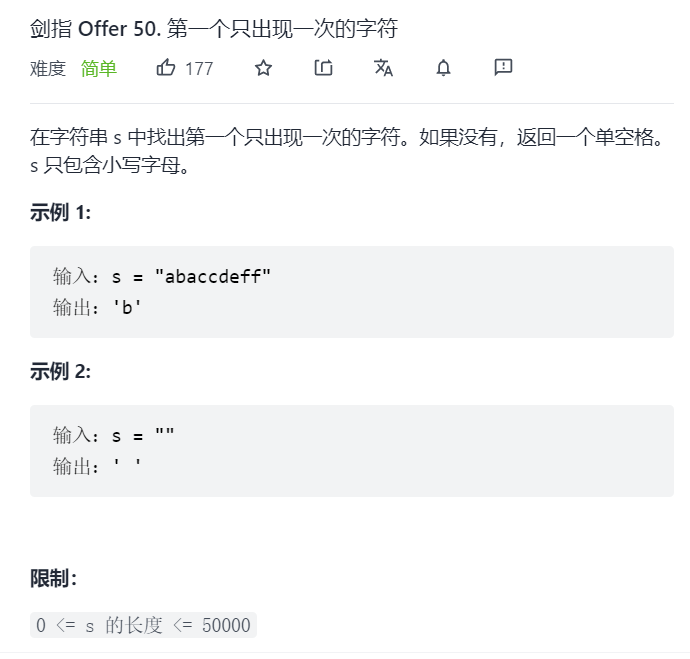 剑指 Offer 50. 第一个只出现一次的字符
难度 简单 177
在字符串 s 中找出第一个只出现一次的字符。如果没有，返回一个单空格。
s 只包含小写字母。
示例 1:
输入: s = "abaccdeff"
输出: 'b'
示例 2:
输入: s = ""
输出: ' '
限制：
0 <= s 的长度 <= 50000